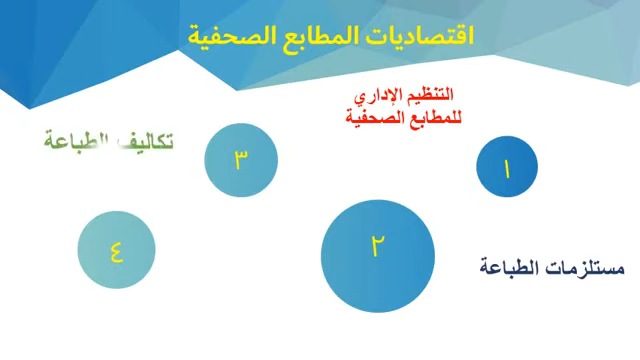 اقتصاديات المطابع الصحفية
التنظيم الإداري
للمطابع الصحفية
تكاليف الطباعة
٣
١
٤
٢
مستلزمات الطباعة